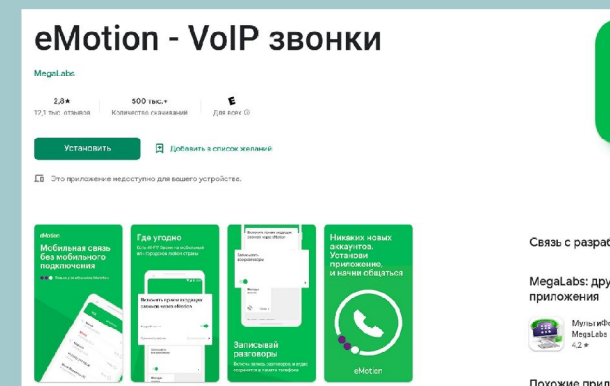 eMotion - VoIP звонки
MegaLabs
2,8★
12,1 тыс. отзывов
500 тыс.+
Количество скачиваний
Для всех
Установить
Добавить в список желаний
Это приложение недоступно для вашего устройства.
eMotion
Мобильная связь
без мобильного
подключения
Где угодно
Записывай
разговоры
Никаких новых
аккаунтов.
Установи
приложение,
и начни общаться
eMotion
Связь с разраб
MegaLabs: дру
приложения
МультиФо
MegaLabs
4,2★
Похожие прил